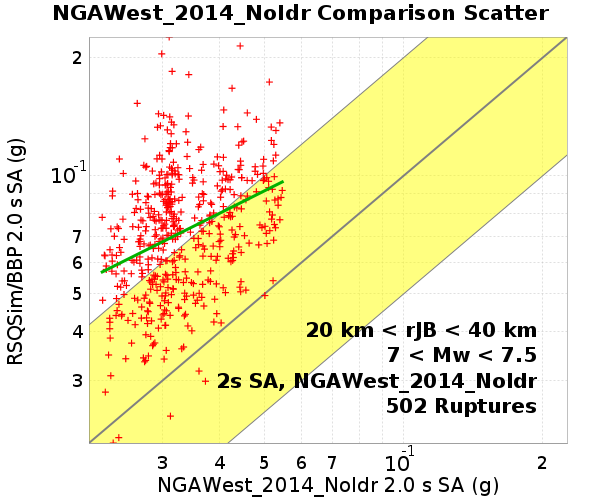 NGAWest_2014_NoIdr Comparison Scatter
RSQSim/BBP 2.0 s SA (g)
2
10^-1
7
6
5
4
3
20 km < rJB < 40 km
7 < Mw < 7.5
2s SA, NGAWest_2014_NoIdr
502 Ruptures
3 4 5 6 7 10^-1 2
NGAWest_2014_NoIdr 2.0 s SA (g)